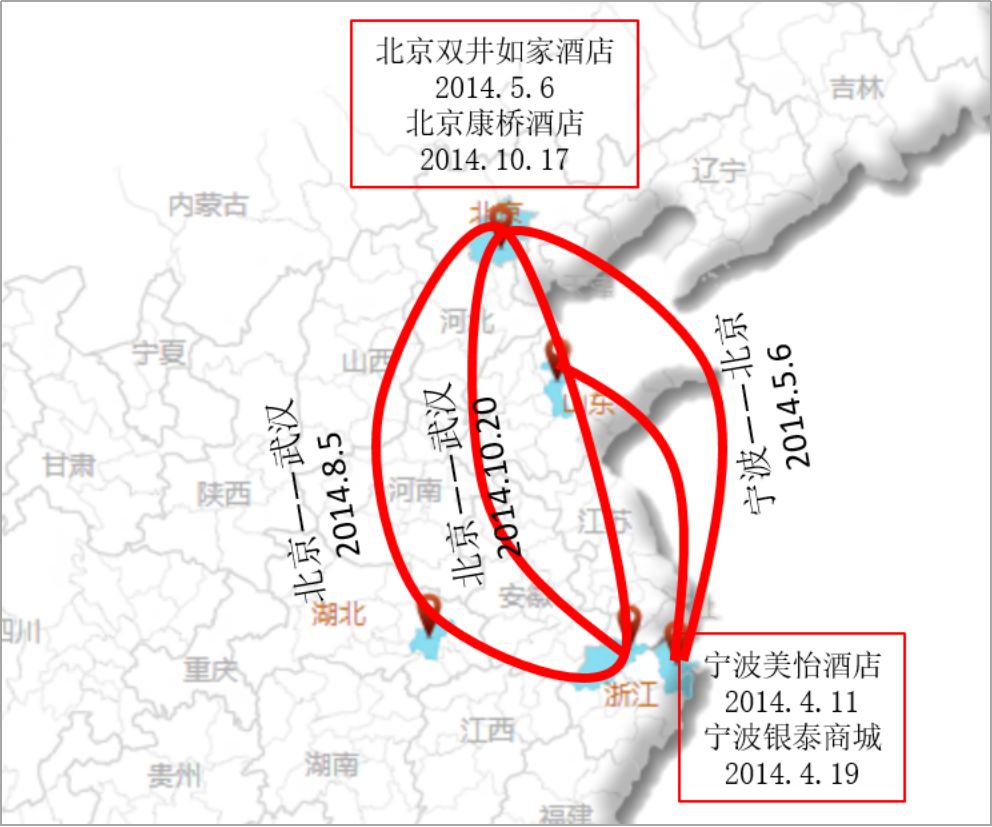 北京双井如家酒店
2014.5.6
北京康桥酒店
2014.10.17
吉林
辽宁
内蒙古
北京
天津
河北
宁夏
山西
山东
宁波——北京
2014.5.6
北京——武汉
2014.8.5
北京——武汉
2014.10.20
甘肃
陕西
河南
江苏
安徽
湖北
四川
重庆
浙江
宁波美怡酒店
2014.4.11
宁波银泰商城
2014.4.19
江西
湖南
贵州
福建